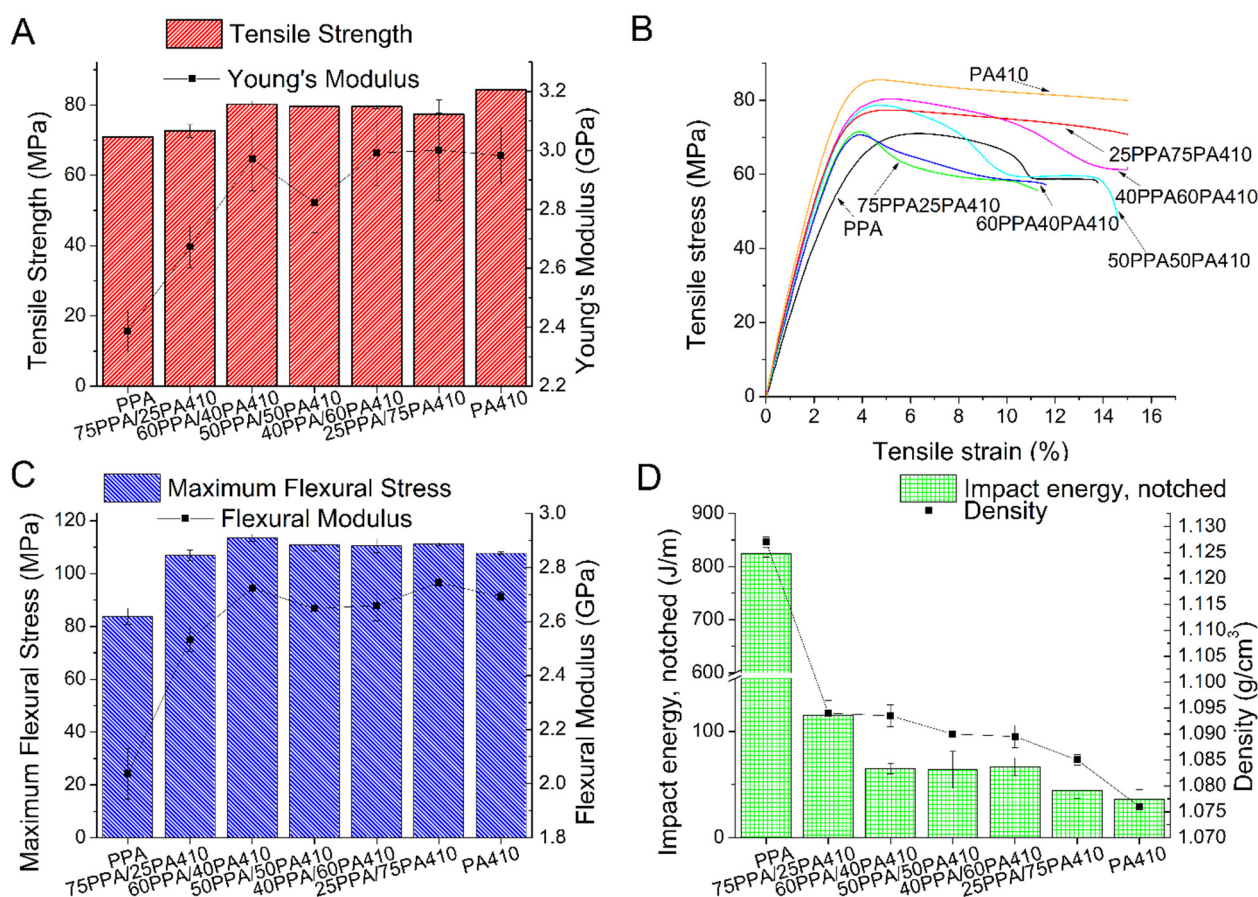 A
Tensile Strength
Young's Modulus
Tensile Strength (MPa)
80
60
40
20
0
3.2
3.0
2.8
2.6
2.4
2.2
Young's Modulus (GPa)
PPA
75PPA/25PA410
60PPA/40PA410
50PPA/50PA410
40PPA/60PA410
25PPA/75PA410
PA410
B
Tensile stress (MPa)
80
60
40
20
0
PA410
25PPA75PA410
40PPA60PA410
75PPA25PA410
60PPA40PA410
PPA
50PPA50PA410
0 2 4 6 8 10 12 14 16
Tensile strain (%)
C
Maximum Flexural Stress
Flexural Modulus
Maximum Flexural Stress (MPa)
120
100
80
60
40
20
0
3.0
2.8
2.6
2.4
2.2
2.0
1.8
Flexural Modulus (GPa)
PPA
75PPA/25PA410
60PPA/40PA410
50PPA/50PA410
40PPA/60PA410
25PPA/75PA410
PA410
D
Impact energy, notched
Density
Impact energy, notched (J/m)
900
800
700
600
100
0
1.130
1.125
1.120
1.115
1.110
1.105
1.100
1.095
1.090
1.085
1.080
1.075
1.070
Density (g/cm³)
PPA
75PPA/25PA410
60PPA/40PA410
50PPA/50PA410
40PPA/60PA410
25PPA/75PA410
PA410